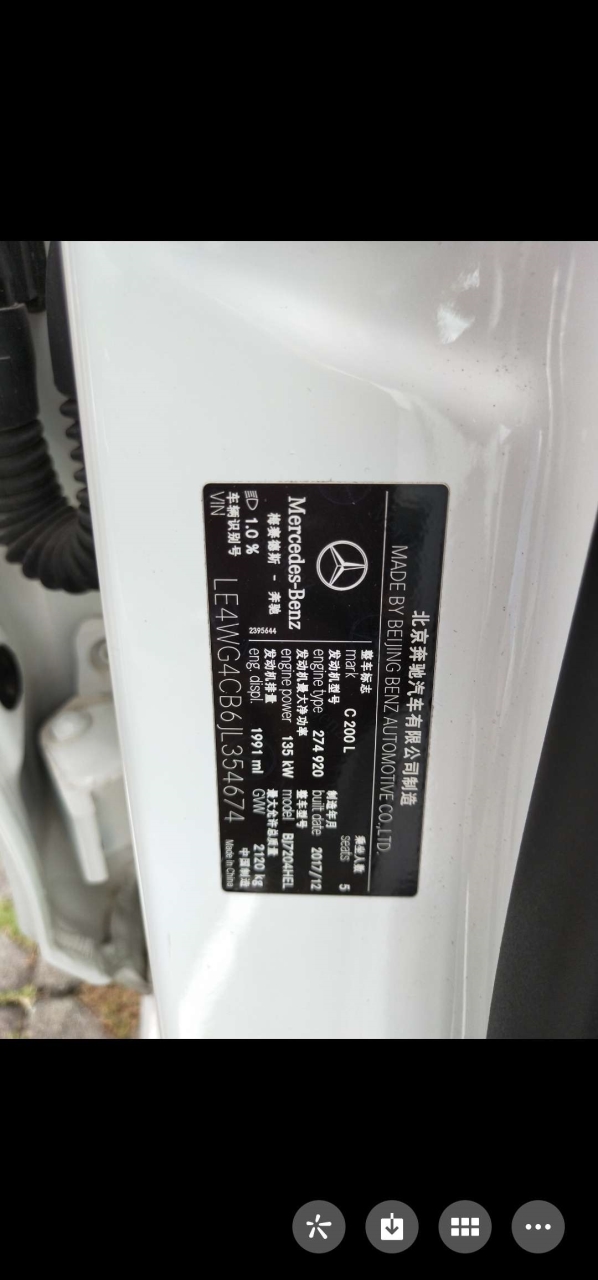 北京奔驰汽车有限公司制造
MADE BY BEIJING BENZ AUTOMOTIVE CO.,LTD.
整车标志
mark
C 200 L
乘坐人数
seats
5
Mercedes-Benz
梅赛德斯 - 奔驰
发动机型号
engine type
274 920
制造年月
built date
2017/12
发动机最大净功率
engine power
135 kW
整车型号
model
BJ7204HEL
1.0 %
2395644
发动机排量
eng. displ.
1991 ml
最大允许总质量
GVW
2120 kg
车辆识别号
VIN
LE4WG4CB6JL354674
中国制造
Made in China